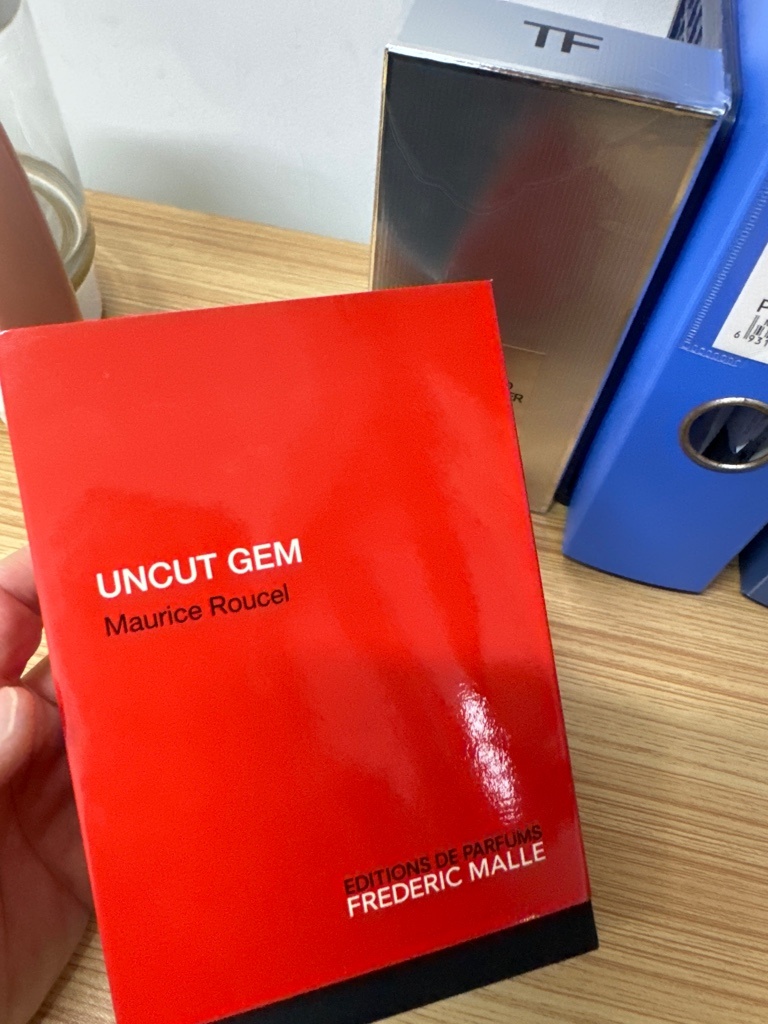 TF
UNCUT GEM
Maurice Roucel
EDITIONS DE PARFUMS
FREDERIC MALLE